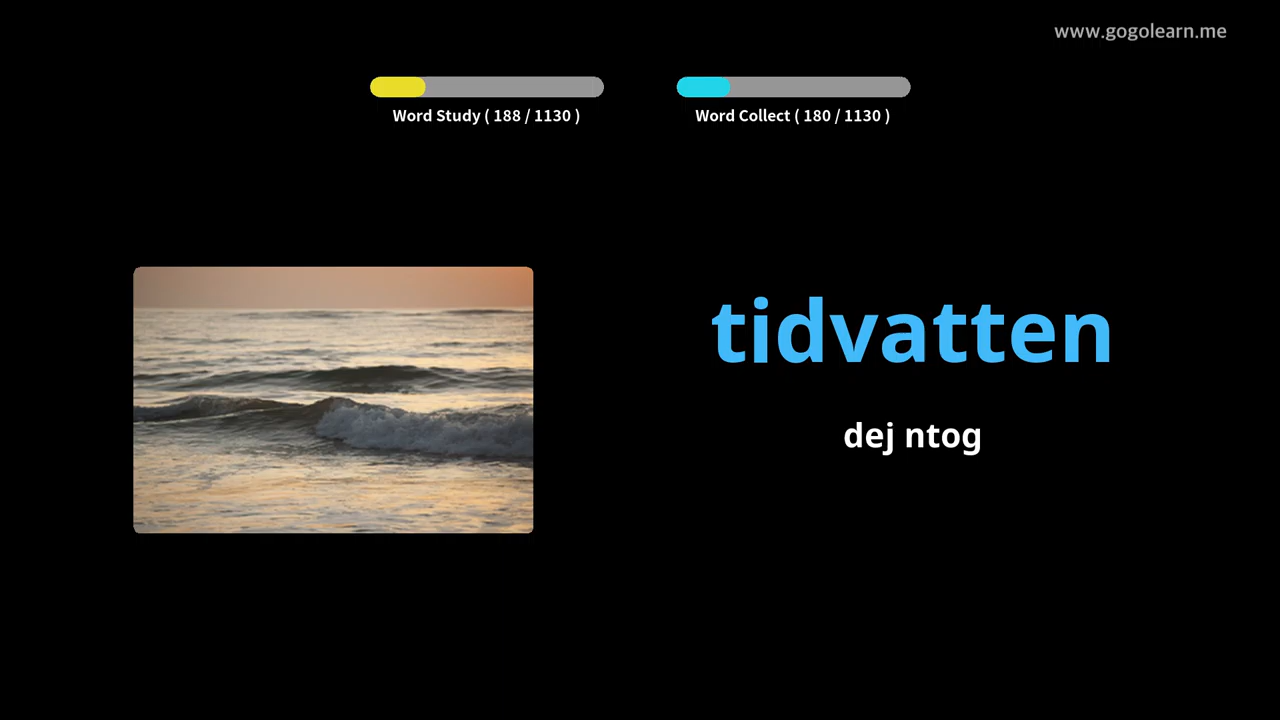 www.gogolearn.me
Word Study ( 188 / 1130 )
Word Collect ( 180 / 1130 )
tidvatten
dej ntog